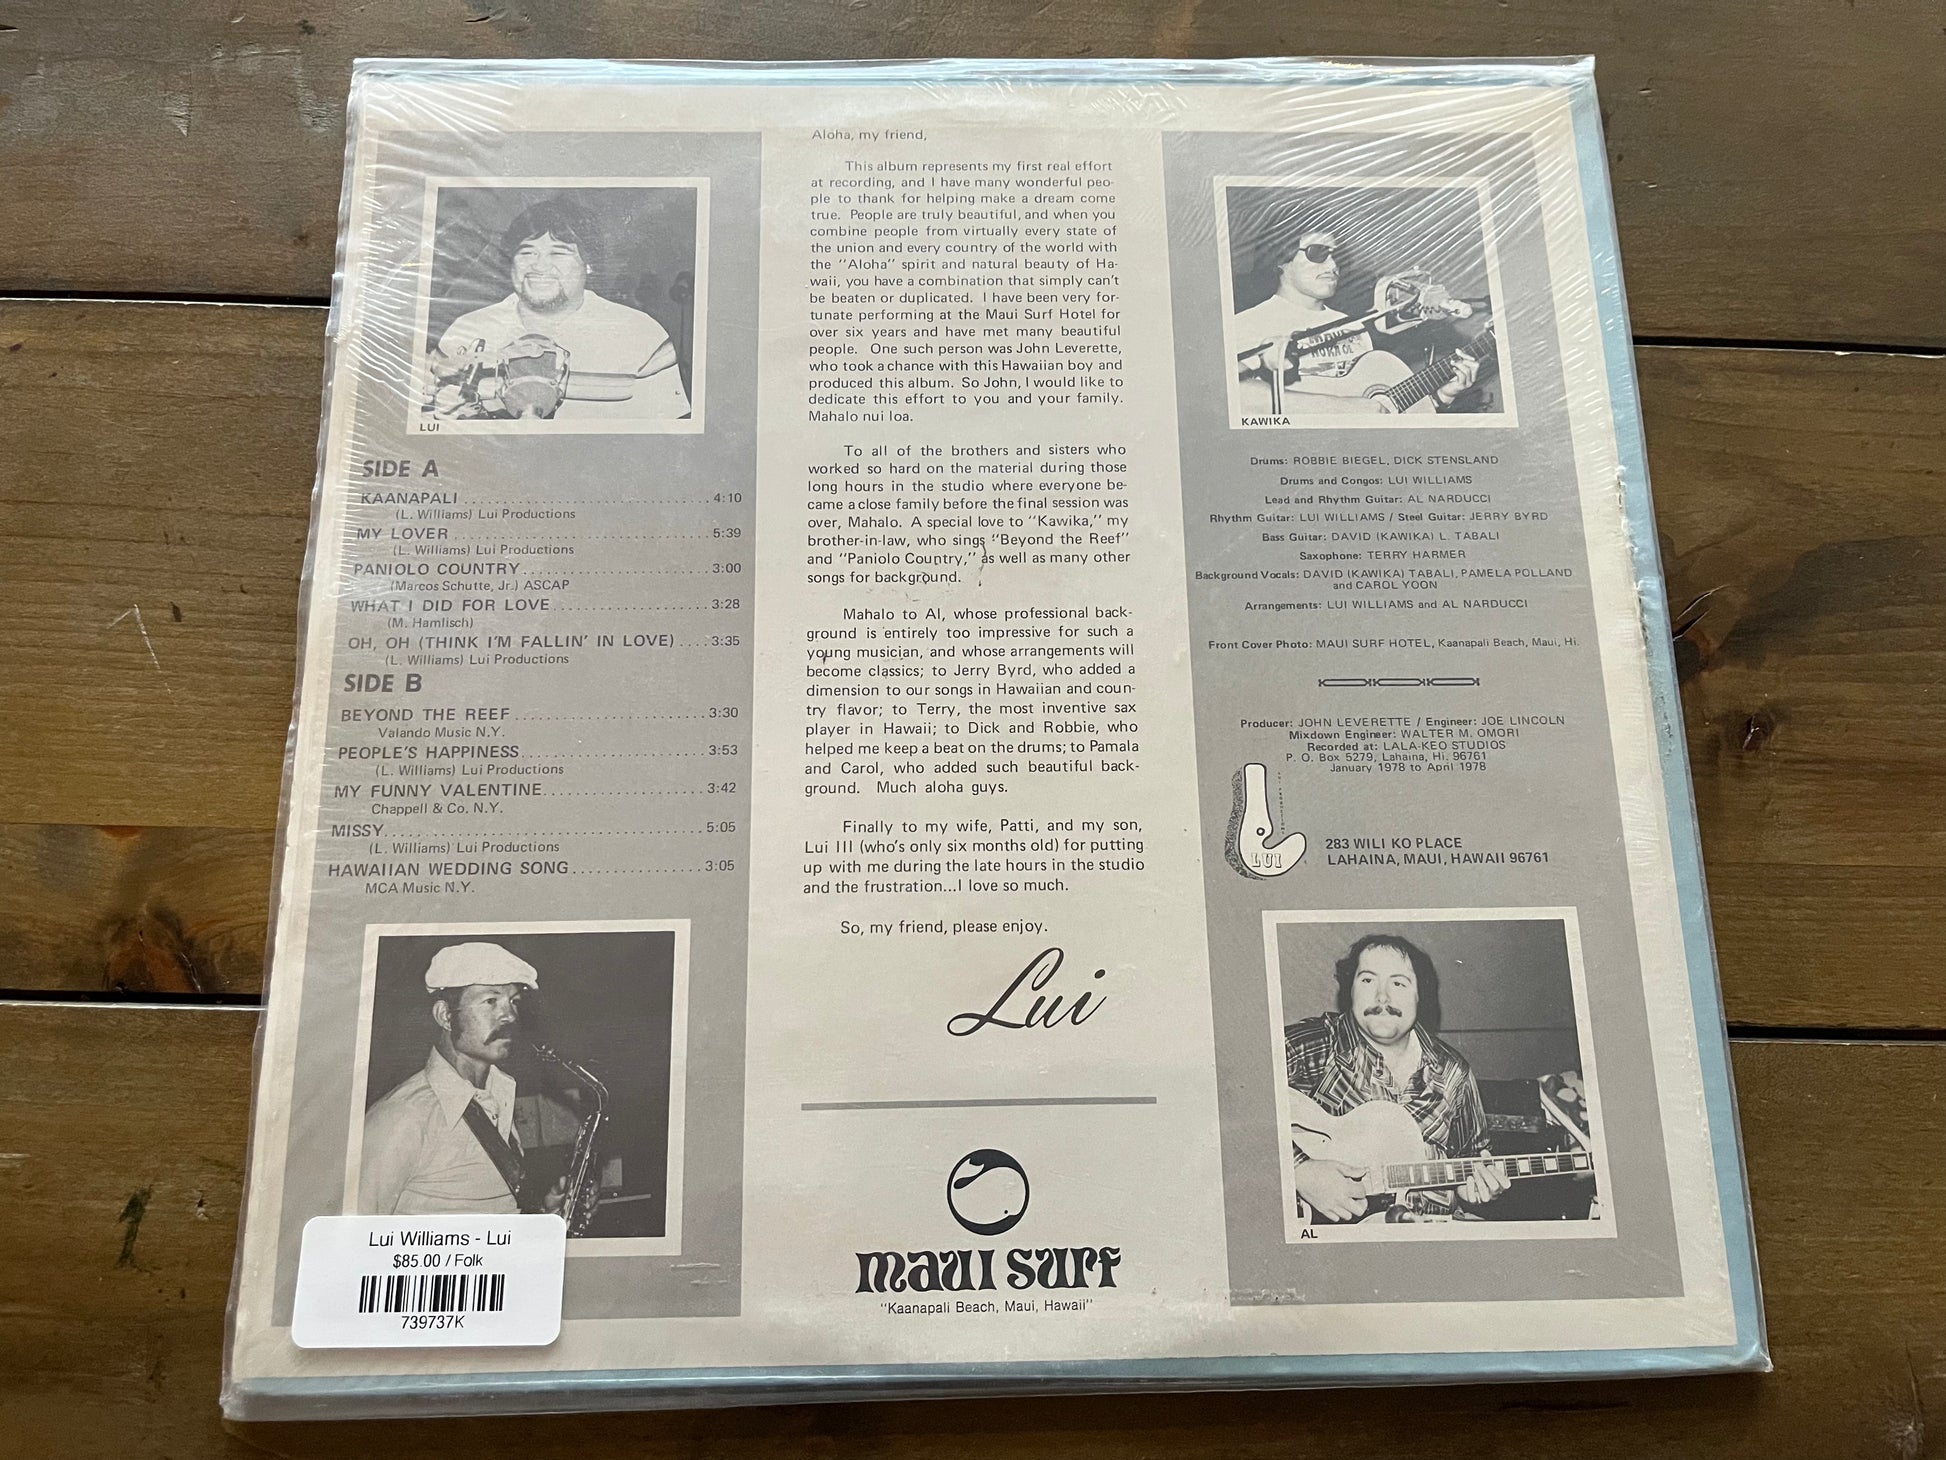 LUI
SIDE A
KAANAPALI ........................ 4:10
(L. Williams) Lui Productions
MY LOVER ........................ 5:39
(L. Williams) Lui Productions
PANIOLO COUNTRY ................ 3:00
(Marcos Schutte, Jr.) ASCAP
WHAT I DID FOR LOVE ............. 3:28
(M. Hamlisch)
OH, OH (THINK I'M FALLIN' IN LOVE) .... 3:35
(L. Williams) Lui Productions
SIDE B
BEYOND THE REEF .................. 3:30
Valando Music N.Y.
PEOPLE'S HAPPINESS ................ 3:53
(L. Williams) Lui Productions
MY FUNNY VALENTINE .............. 3:42
Chappell & Co. N.Y.
MISSY ............................ 5:05
(L. Williams) Lui Productions
HAWAIIAN WEDDING SONG ........... 3:05
MCA Music N.Y.
Lui Williams - Lui
$85.00 / Folk
739737K
Aloha, my friend,
This album represents my first real effort
at recording, and I have many wonderful peo-
ple to thank for helping make a dream come
true. People are truly beautiful, and when you
combine people from virtually every state of
the union and every country of the world with
the "Aloha" spirit and natural beauty of Ha-
waii, you have a combination that simply can't
be beaten or duplicated. I have been very for-
tunate performing at the Maui Surf Hotel for
over six years and have met many beautiful
people. One such person was John Leverette,
who took a chance with this Hawaiian boy and
produced this album. So John, I would like to
dedicate this effort to you and your family.
Mahalo nui loa.
To all of the brothers and sisters who
worked so hard on the material during those
long hours in the studio where everyone be-
came a close family before the final session was
over, Mahalo. A special love to "Kawika," my
brother-in-law, who sings "Beyond the Reef"
and "Paniolo Country," as well as many other
songs for background.
Mahalo to Al, whose professional back-
ground is entirely too impressive for such a
young musician, and whose arrangements will
become classics; to Jerry Byrd, who added a
dimension to our songs in Hawaiian and coun-
try flavor; to Terry, the most inventive sax
player in Hawaii; to Dick and Robbie, who
helped me keep a beat on the drums; to Pamala
and Carol, who added such beautiful back-
ground. Much aloha guys.
Finally to my wife, Patti, and my son,
Lui III (who's only six months old) for putting
up with me during the late hours in the studio
and the frustration...I love so much.
So, my friend, please enjoy.
Lui
maui surf
"Kaanapali Beach, Maui, Hawaii"
KAWIKA
Drums: ROBBIE BIEGEL, DICK STENSLAND
Drums and Congos: LUI WILLIAMS
Lead and Rhythm Guitar: AL NARDUCCI
Rhythm Guitar: LUI WILLIAMS / Steel Guitar: JERRY BYRD
Bass Guitar: DAVID (KAWIKA) L. TABALI
Saxophone: TERRY HARMER
Background Vocals: DAVID (KAWIKA) TABALI, PAMELA POLLAND
and CAROL YOON
Arrangements: LUI WILLIAMS and AL NARDUCCI
Front Cover Photo: MAUI SURF HOTEL, Kaanapali Beach, Maui, Hi.
Producer: JOHN LEVERETTE / Engineer: JOE LINCOLN
Mixdown Engineer: WALTER M. OMORI
Recorded at: LALA-KEO STUDIOS
P. O. Box 5279, Lahaina, Hi. 96761
January 1978 to April 1978
LUI
283 WILI KO PLACE
LAHAINA, MAUI, HAWAII 96761
AL